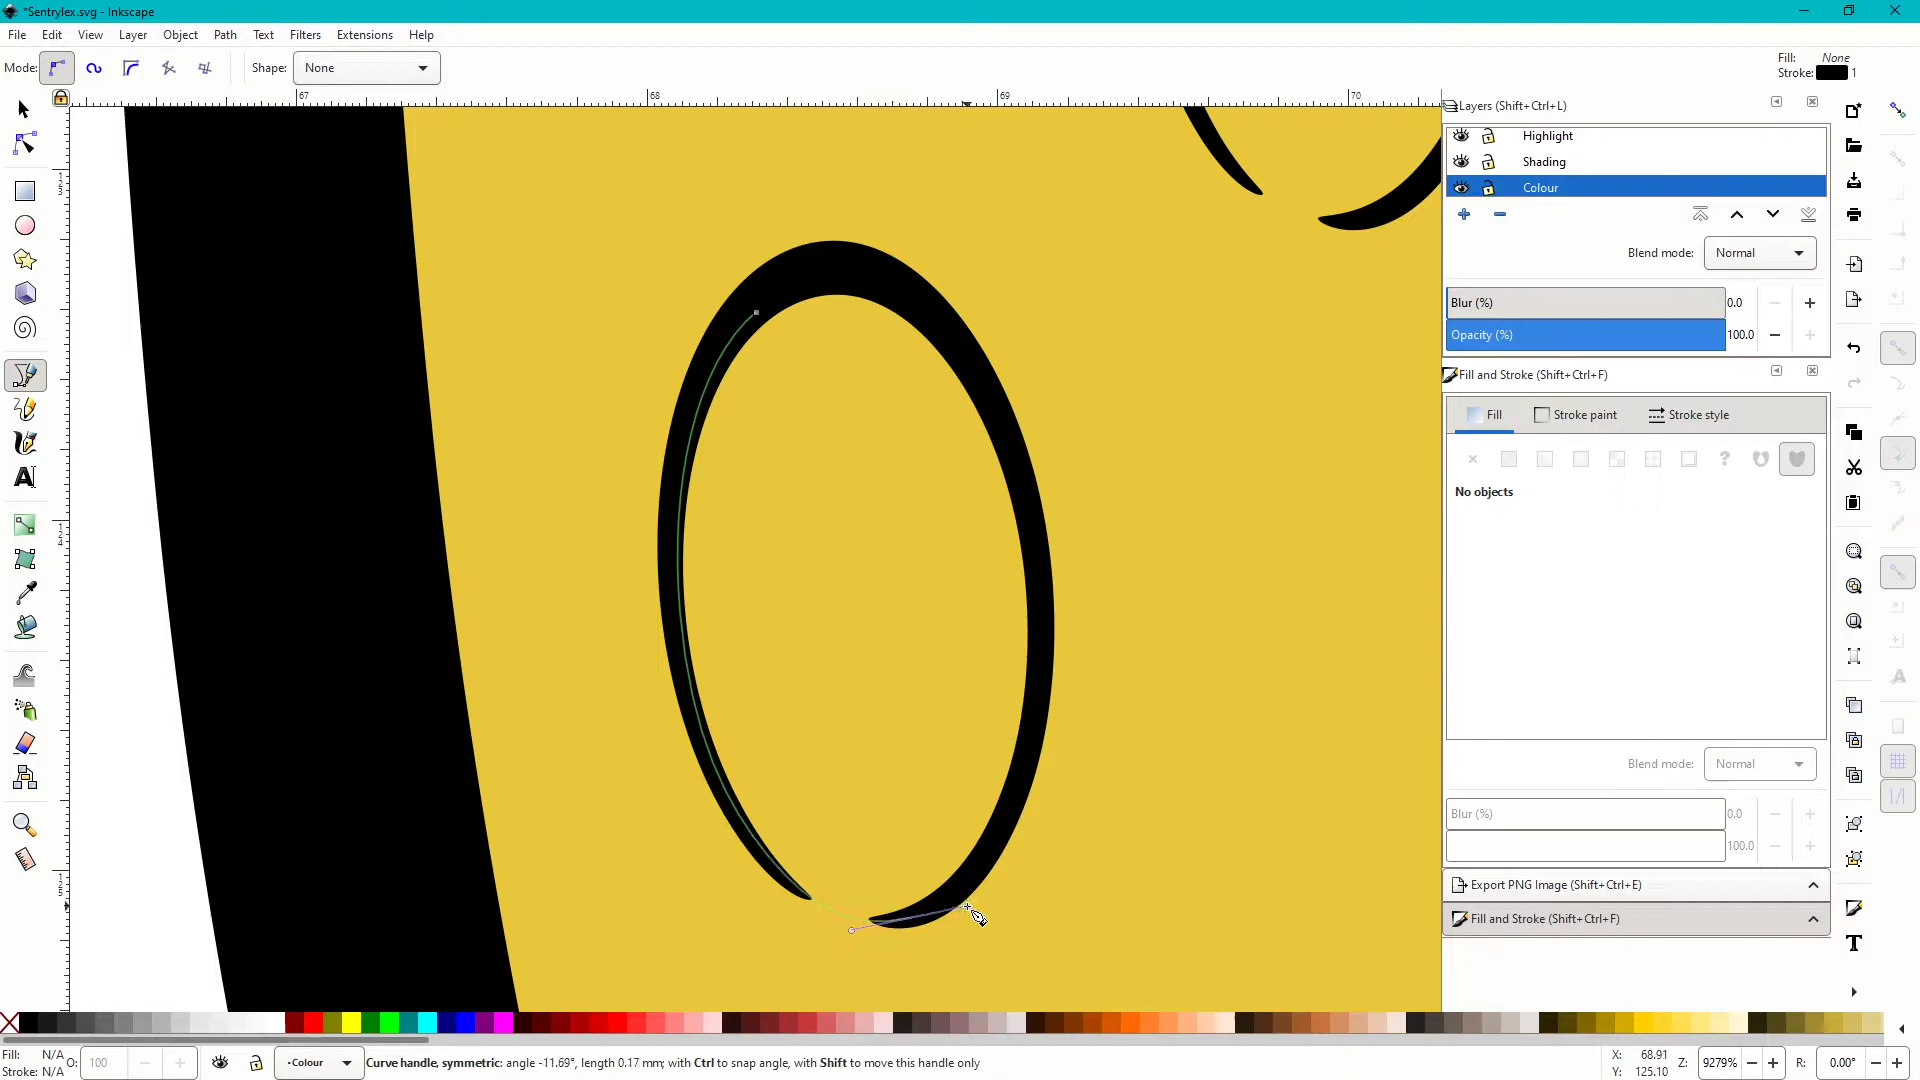 *Sentrylex.svg - Inkscape
File Edit View Layer Object Path Text Filters Extensions Help
Mode: Shape: None
Fill: None
Stroke: 1
67 68 69 70
Layers (Shift+Ctrl+L)
Highlight
Shading
Colour
Blend mode: Normal
Blur (%) 0.0
Opacity (%) 100.0
Fill and Stroke (Shift+Ctrl+F)
Fill Stroke paint Stroke style
No objects
Blend mode: Normal
Blur (%) 0.0
100.0
Export PNG Image (Shift+Ctrl+E)
Fill and Stroke (Shift+Ctrl+F)
Fill: N/A
Stroke: N/A
O: 100
•Colour
Curve handle, symmetric: angle -11.69°, length 0.17 mm; with Ctrl to snap angle, with Shift to move this handle only
X: 68.91
Y: 125.10
Z: 9279%
R: 0.00°